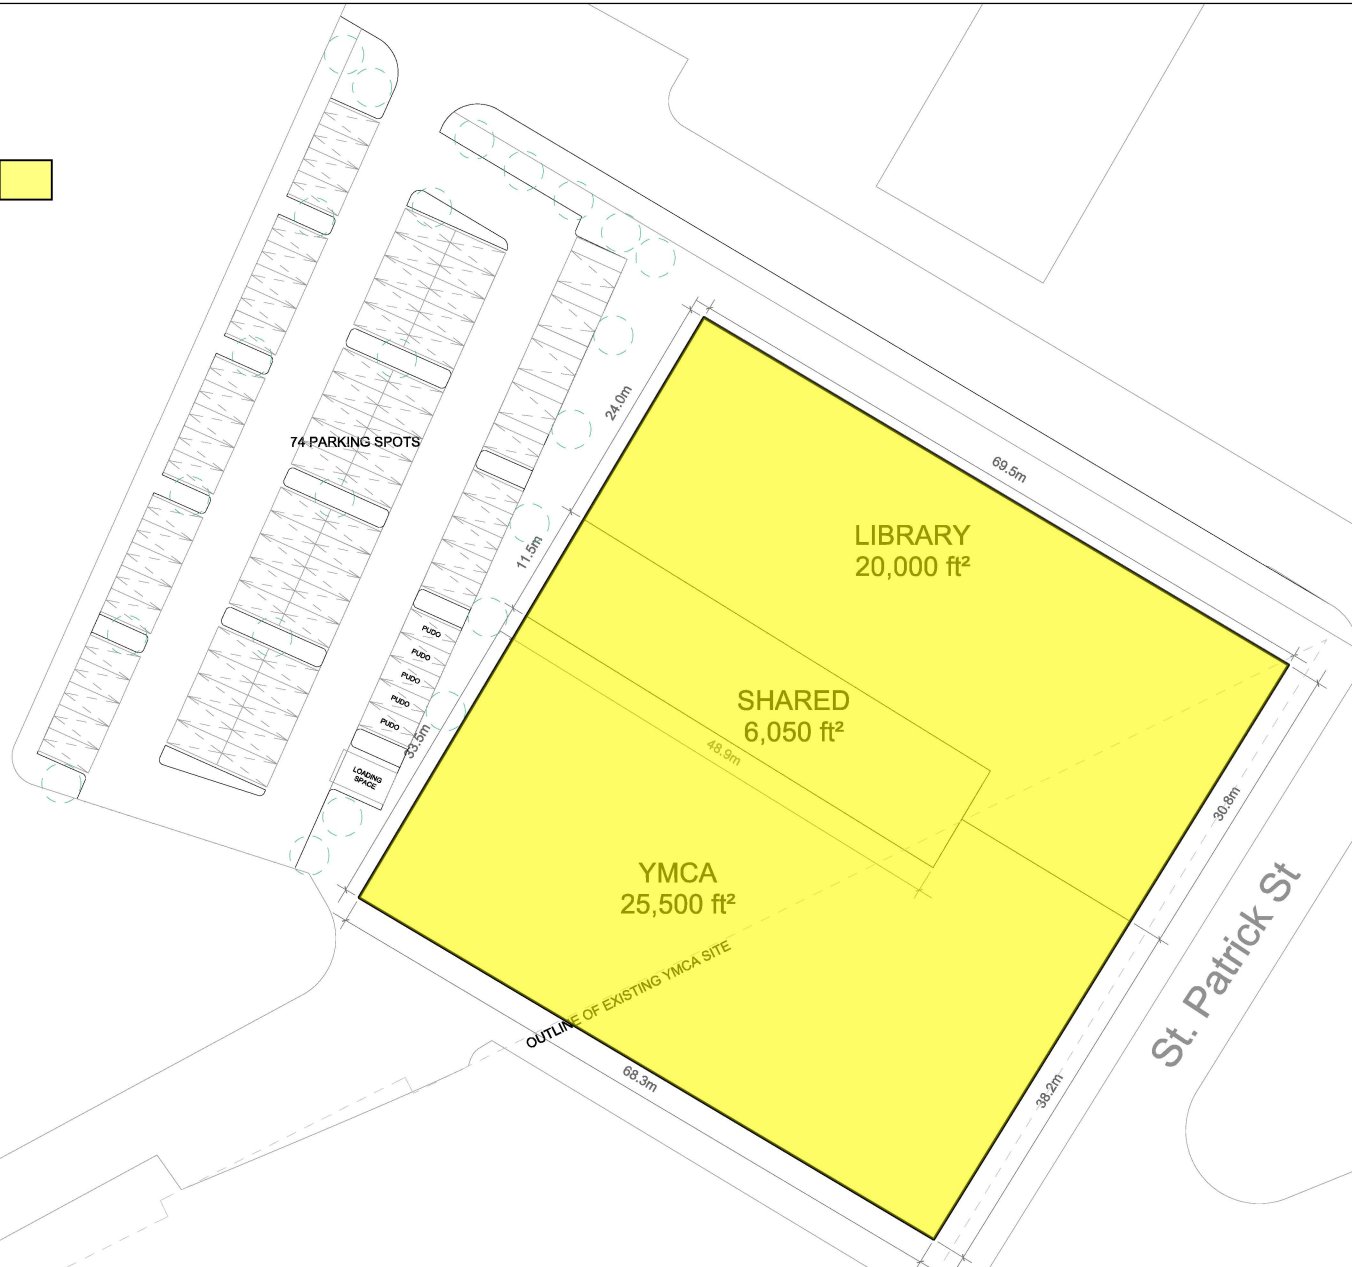 24.0m
69.5m
74 PARKING SPOTS
LIBRARY
20,000 ft²
11.5m
PUDO
PUDO
PUDO
PUDO
PUDO
SHARED
6,050 ft²
48.9m
33.5m
LOADING
SPACE
30.8m
YMCA
25,500 ft²
St. Patrick St
OUTLINE OF EXISTING YMCA SITE
68.3m
38.2m